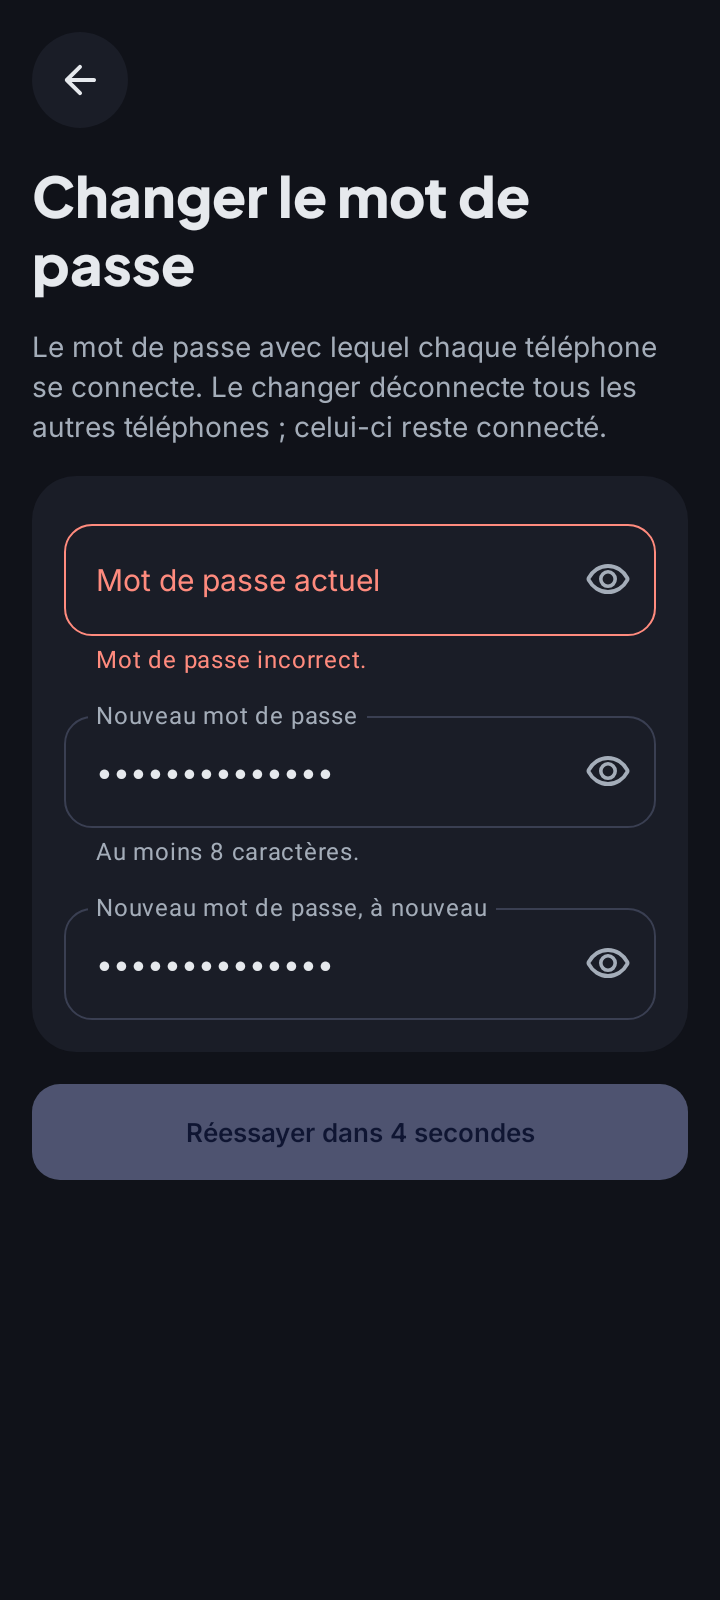 Changer le mot de
passe
Le mot de passe avec lequel chaque téléphone
se connecte. Le changer déconnecte tous les
autres téléphones ; celui-ci reste connecté.
Mot de passe actuel
Mot de passe incorrect.
Nouveau mot de passe
••••••••••••••
Au moins 8 caractères.
Nouveau mot de passe, à nouveau
••••••••••••••
Réessayer dans 4 secondes